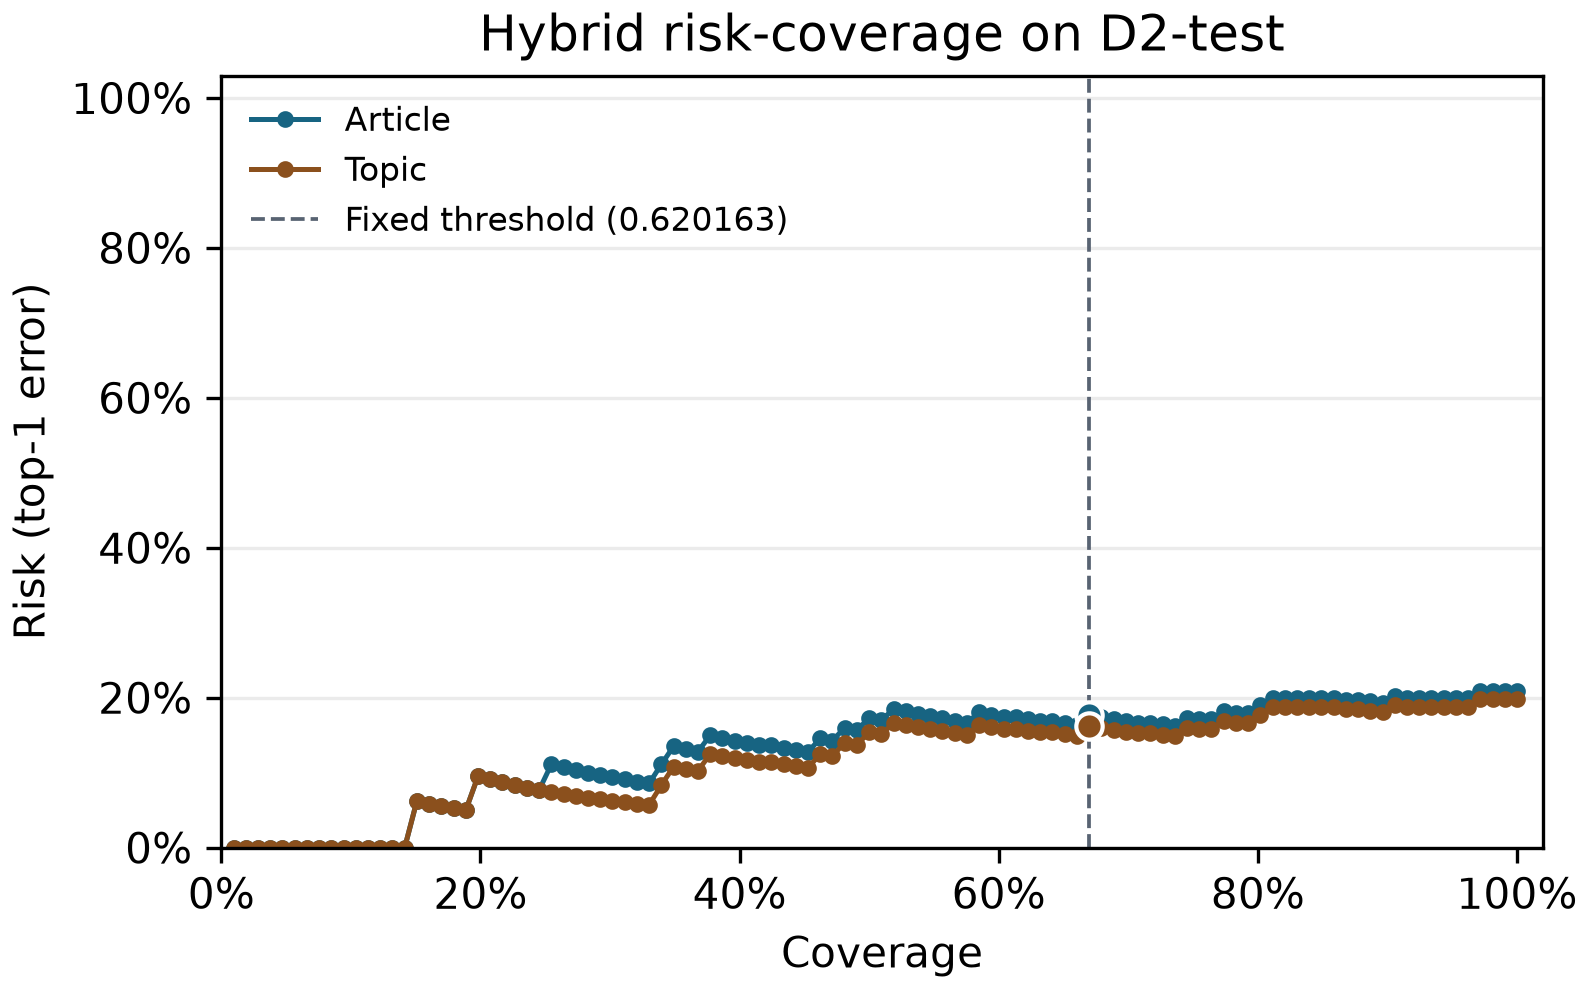 Hybrid risk-coverage on D2-test
100%
80%
60%
40%
20%
0%
Risk (top-1 error)
Article
Topic
Fixed threshold (0.620163)
0%
20%
40%
60%
80%
100%
Coverage